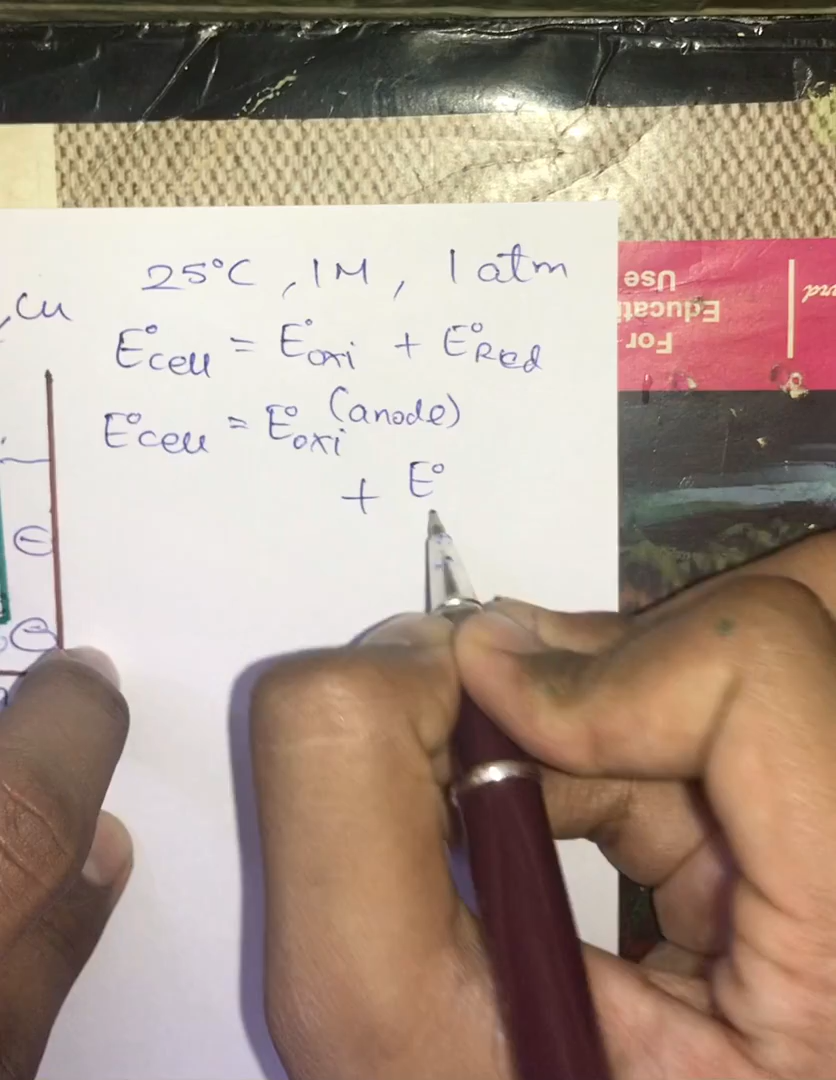 25°C, 1M, 1 atm
, Cu
E°cell = E°oxi + E°Red
E°cell = E°oxi (anode)
+ E°
For
Educati
Use